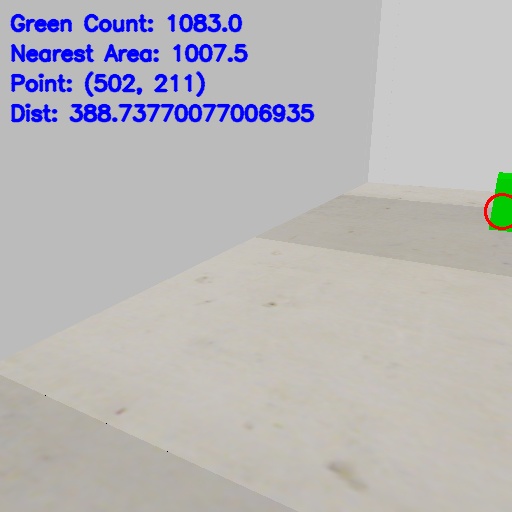 Green Count: 1083.0
Nearest Area: 1007.5
Point: (502, 211)
Dist: 388.73770077006935